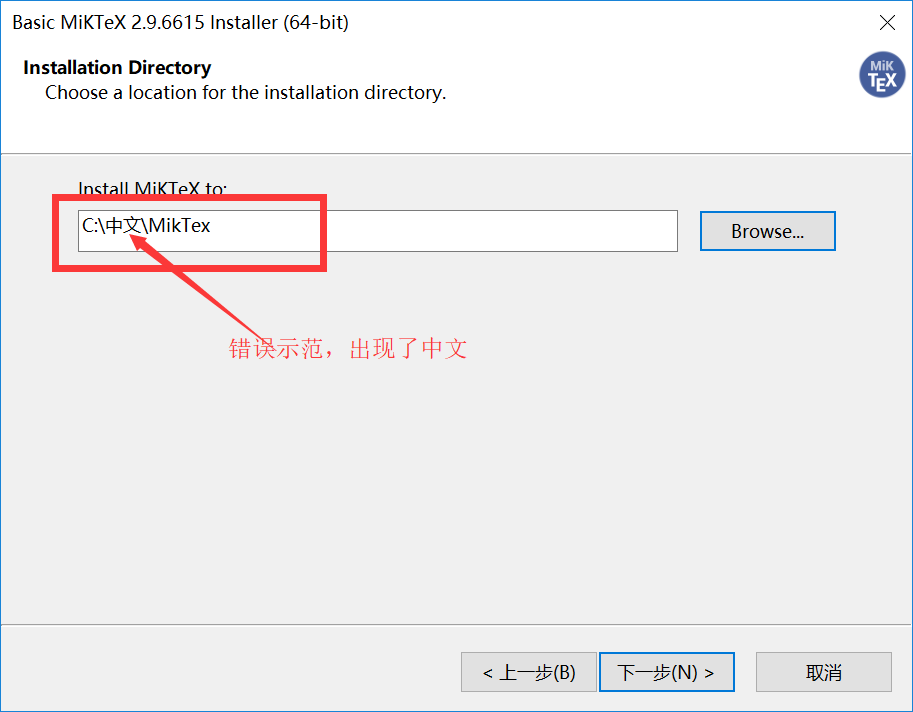 Basic MiKTeX 2.9.6615 Installer (64-bit)
Installation Directory
Choose a location for the installation directory.
MiK
TEX
Install MiKTeX to:
C:\中文\MikTex
Browse...
错误示范，出现了中文
< 上一步(B)
下一步(N) >
取消